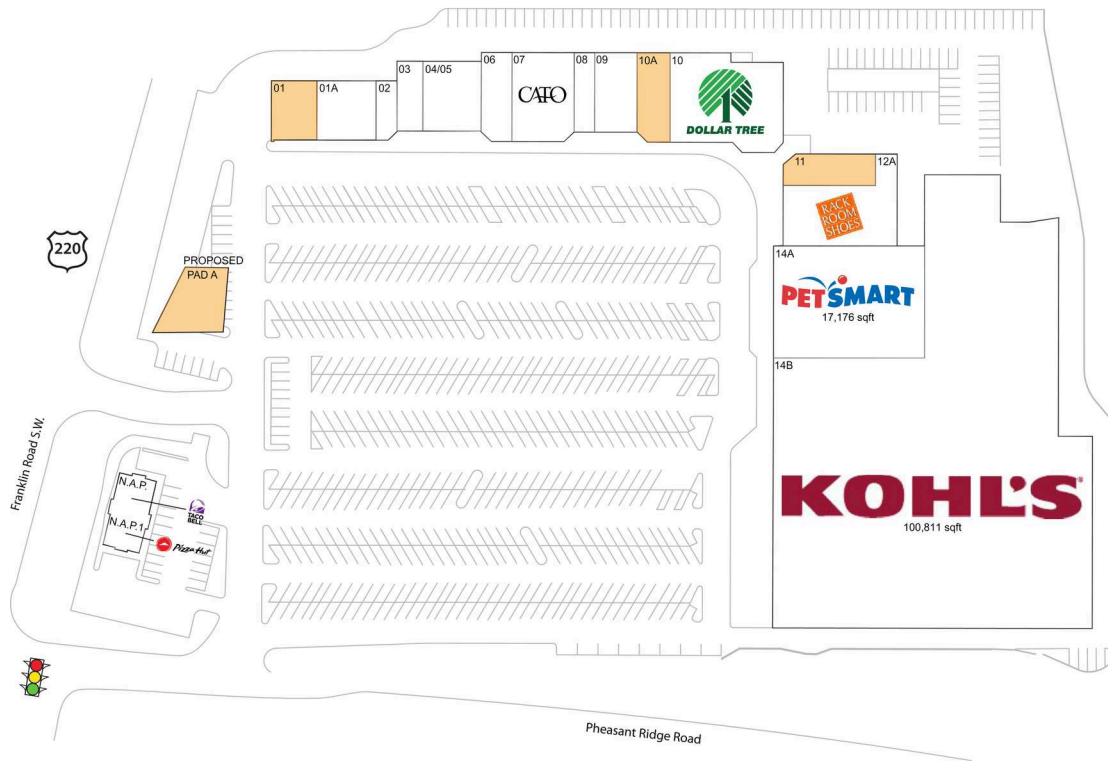 01
01A
02
03
04/05
06
07
CATO
08
09
10A
10
DOLLAR TREE
11
12A
RACK
ROOM
SHOES
14A
PETSMART
17,176 sqft
14B
KOHL'S
100,811 sqft
220
PROPOSED
PAD A
Franklin Road S.W.
N.A.P.
TACO
BELL
N.A.P.1
Pizza Hut
Pheasant Ridge Road